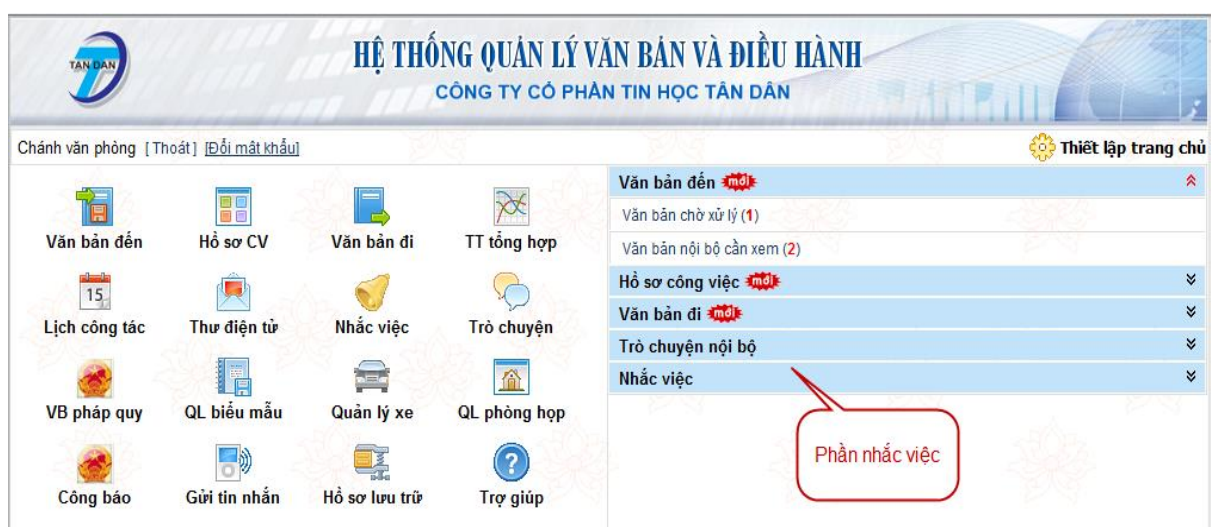 TAN DAN
HỆ THỐNG QUẢN LÝ VĂN BẢN VÀ ĐIỀU HÀNH
CÔNG TY CỔ PHẦN TIN HỌC TÂN DÂN
Chánh văn phòng [Thoát] [Đổi mật khẩu]
Thiết lập trang chủ
Văn bản đến
Hồ sơ CV
Văn bản đi
TT tổng hợp
Lịch công tác
15
Thư điện tử
Nhắc việc
Trò chuyện
VB pháp quy
QL biểu mẫu
Quản lý xe
QL phòng họp
Công báo
Gửi tin nhắn
Hồ sơ lưu trữ
Trợ giúp
?
Văn bản đến mới
Văn bản chờ xử lý (1)
Văn bản nội bộ cần xem (2)
Hồ sơ công việc mới
Văn bản đi mới
Trò chuyện nội bộ
Nhắc việc
Phần nhắc việc